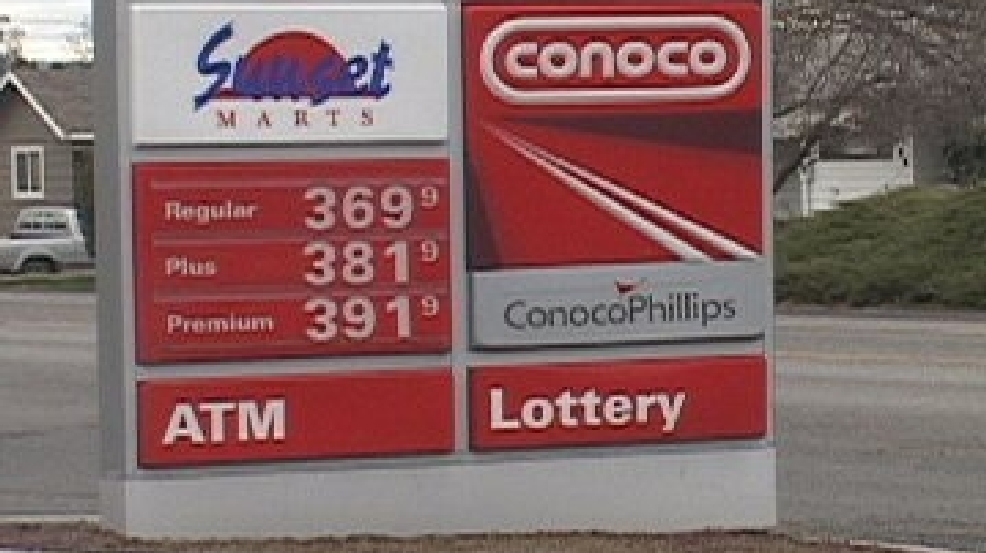 Sunset
MARTS
Regular 369 9
Plus 381 9
Premium 391 9
ATM
conoco
ConocoPhillips
Lottery